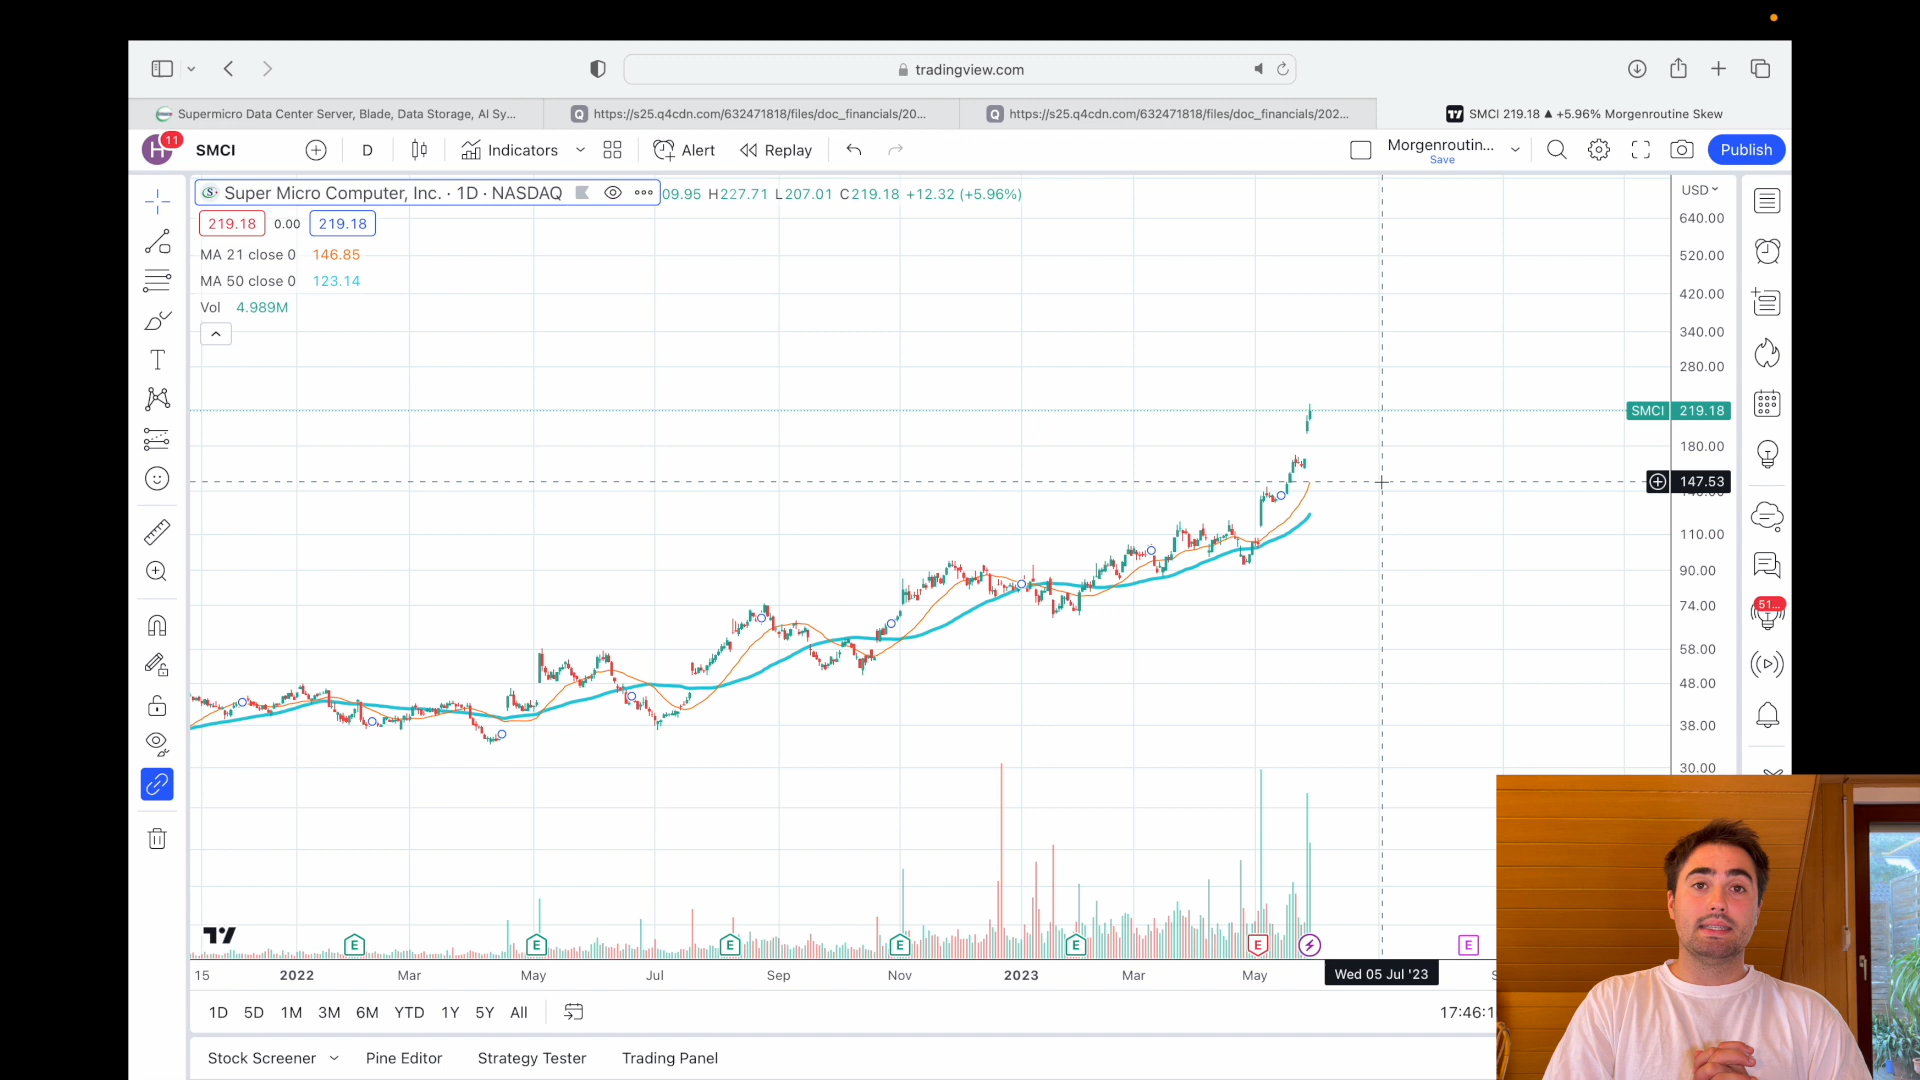 tradingview.com
Supermicro Data Center Server, Blade, Data Storage, AI Sy...
https://s25.q4cdn.com/632471818/files/doc_financials/20...
https://s25.q4cdn.com/632471818/files/doc_financials/202...
SMCI 219.18 ▲ +5.96% Morgenroutine Skew
H 11
SMCI
D
Indicators
Alert
Replay
Morgenroutin...
Save
Publish
Super Micro Computer, Inc. · 1D · NASDAQ
09.95 H227.71 L207.01 C219.18 +12.32 (+5.96%)
USD
219.18 0.00 219.18
MA 21 close 0 146.85
MA 50 close 0 123.14
Vol 4.989M
640.00
520.00
420.00
340.00
280.00
SMCI 219.18
180.00
147.53
110.00
90.00
74.00
58.00
48.00
38.00
30.00
51...
E
E
E
E
E
E
E
15
2022
Mar
May
Jul
Sep
Nov
2023
Mar
May
Wed 05 Jul '23
1D 5D 1M 3M 6M YTD 1Y 5Y All
17:46:1
Stock Screener
Pine Editor
Strategy Tester
Trading Panel